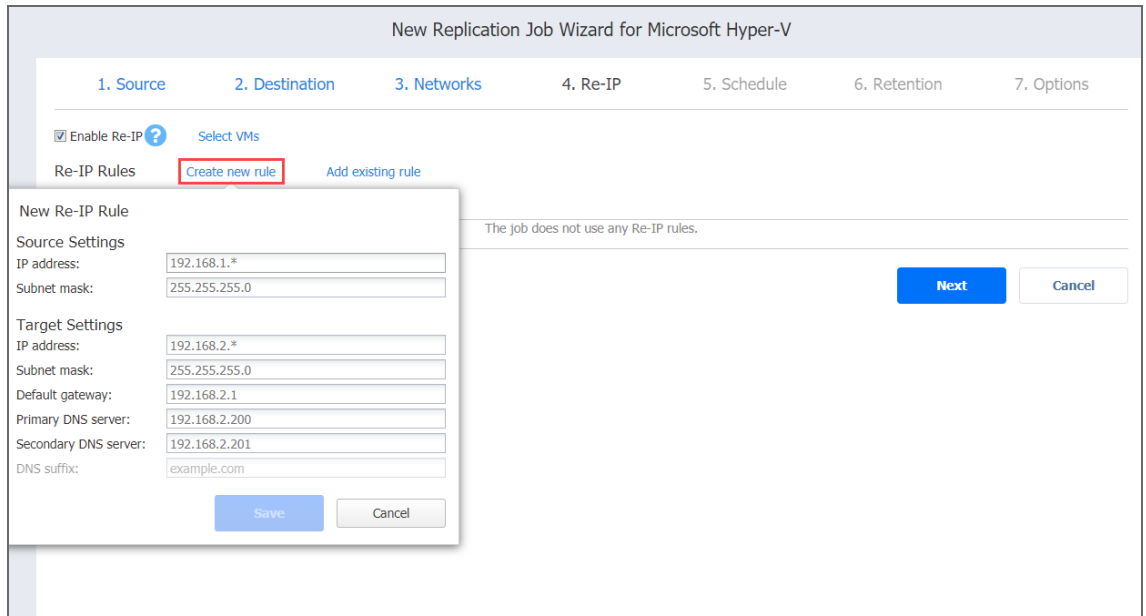 New Replication Job Wizard for Microsoft Hyper-V
1. Source 2. Destination 3. Networks 4. Re-IP 5. Schedule 6. Retention 7. Options
Enable Re-IP ? Select VMs
Re-IP Rules Create new rule Add existing rule
The job does not use any Re-IP rules.
Next Cancel
New Re-IP Rule
Source Settings
IP address: 192.168.1.*
Subnet mask: 255.255.255.0
Target Settings
IP address: 192.168.2.*
Subnet mask: 255.255.255.0
Default gateway: 192.168.2.1
Primary DNS server: 192.168.2.200
Secondary DNS server: 192.168.2.201
DNS suffix: example.com
Save Cancel